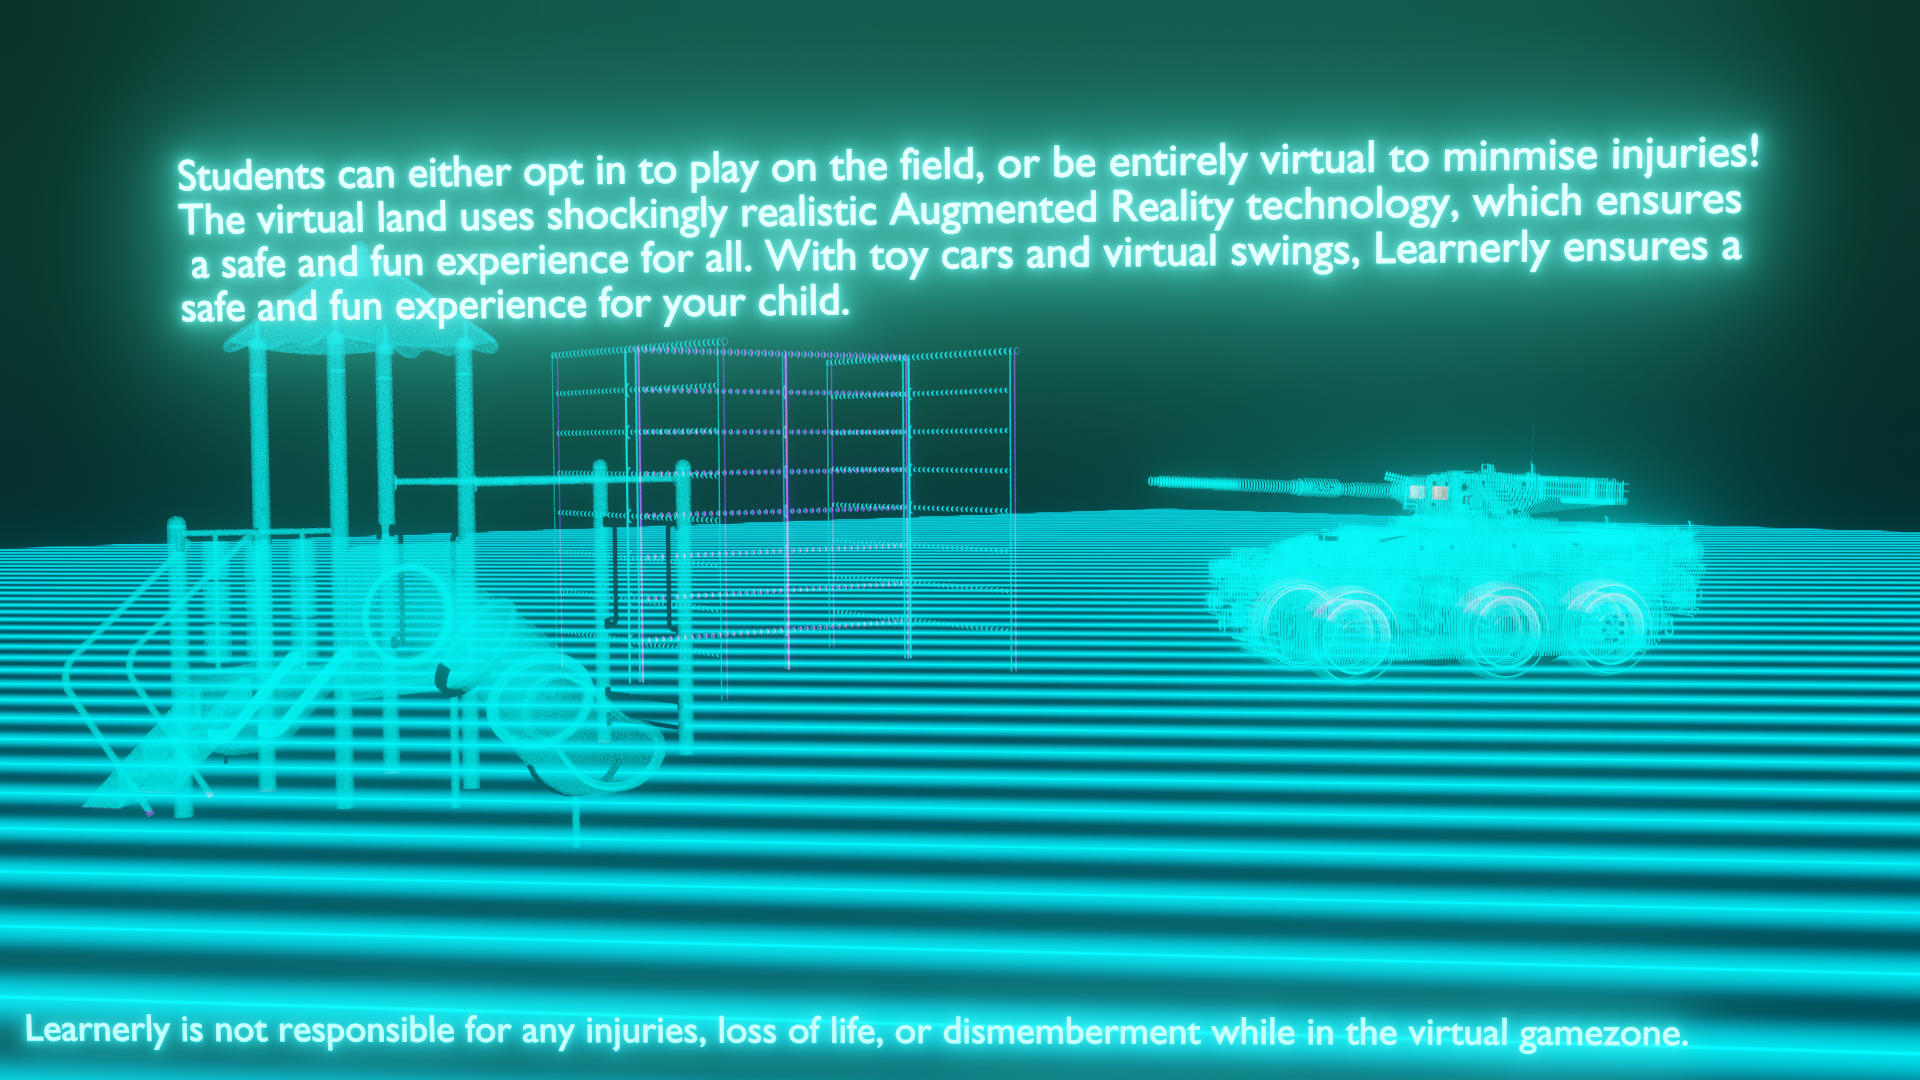 Students can either opt in to play on the field, or be entirely virtual to minmise injuries!
The virtual land uses shockingly realistic Augmented Reality technology, which ensures
a safe and fun experience for all. With toy cars and virtual swings, Learnerly ensures a
safe and fun experience for your child.
Learnerly is not responsible for any injuries, loss of life, or dismemberment while in the virtual gamezone.